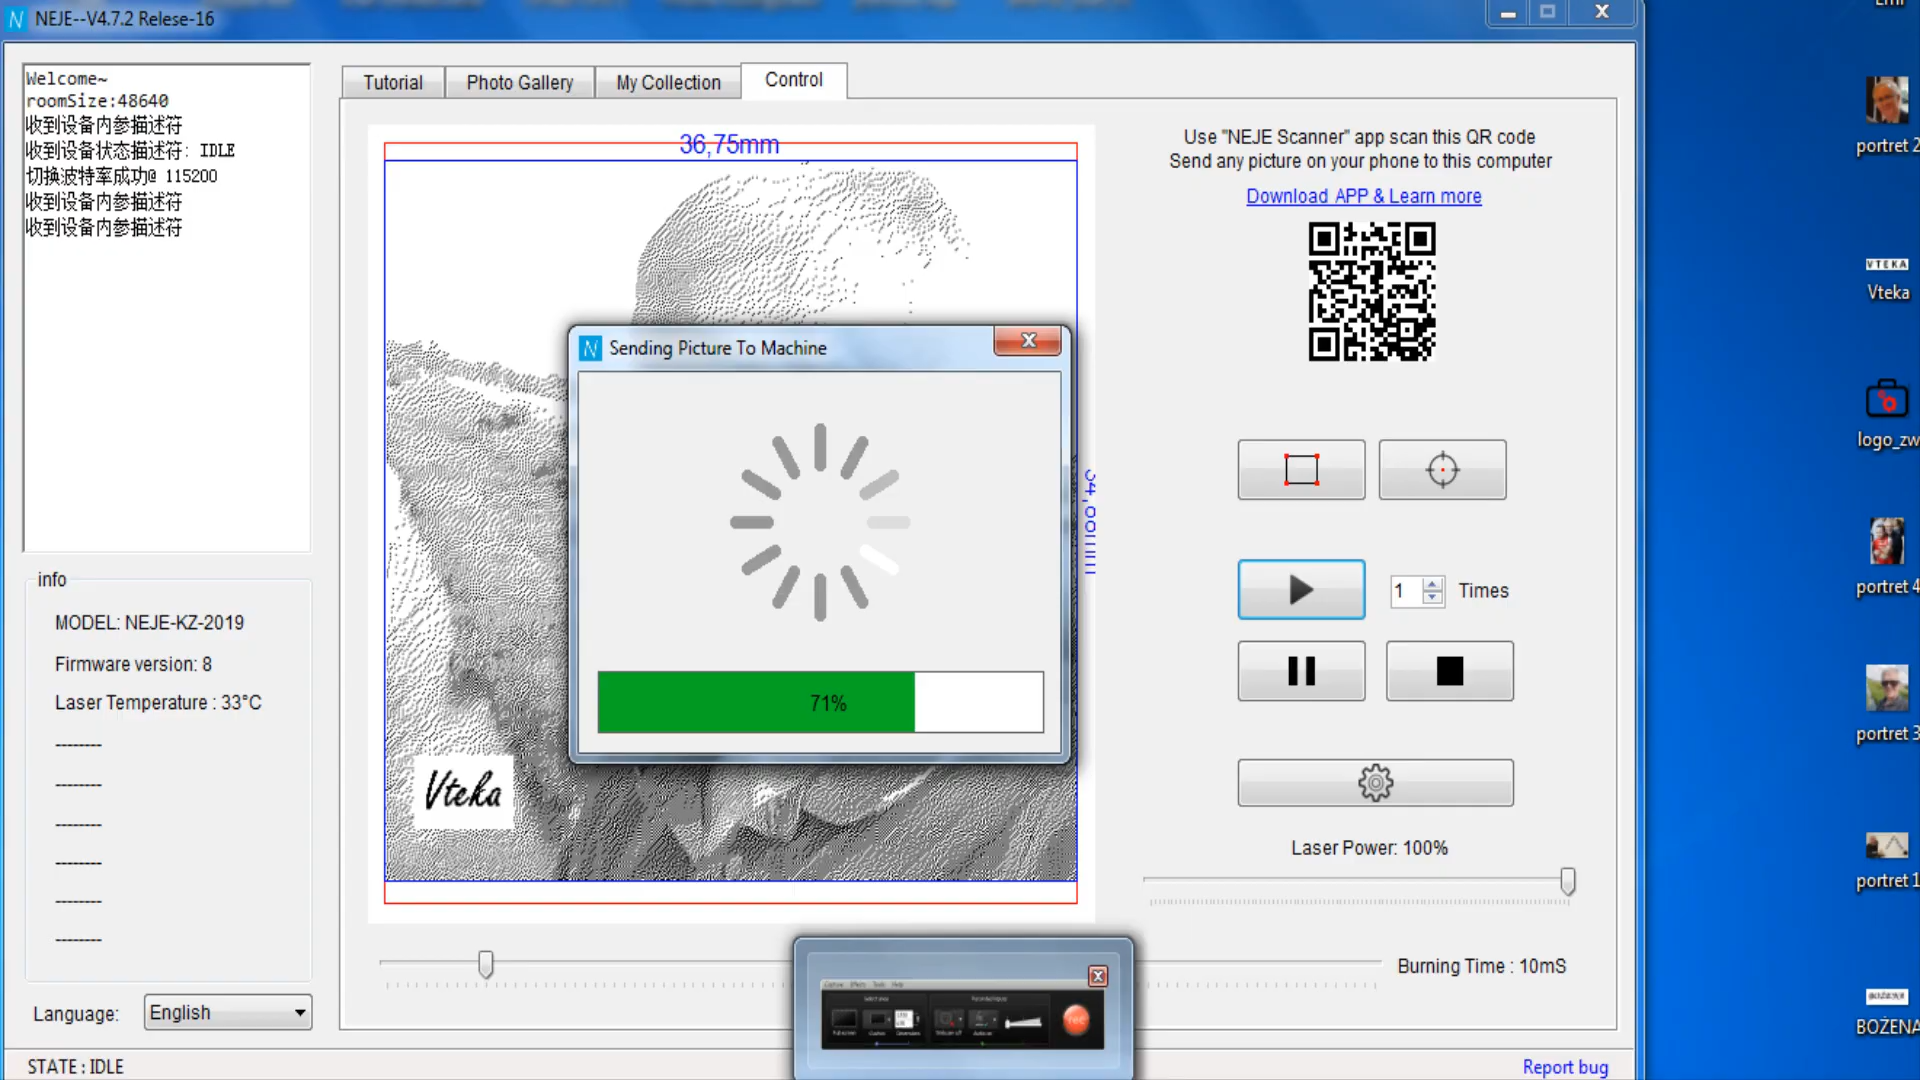 NEJE--V4.7.2 Relese-16
Welcome~
roomSize:48640
收到设备内参描述符
收到设备状态描述符: IDLE
切换波特率成功@ 115200
收到设备内参描述符
收到设备内参描述符
info
MODEL: NEJE-KZ-2019
Firmware version: 8
Laser Temperature : 33°C
--------
--------
--------
--------
--------
--------
Language:
English
STATE : IDLE
Tutorial
Photo Gallery
My Collection
Control
36,75mm
Vteka
Sending Picture To Machine
71%
Use "NEJE Scanner" app scan this QR code
Send any picture on your phone to this computer
Download APP & Learn more
1
Times
Laser Power: 100%
Burning Time : 10mS
rec
Report bug
portret 2
VTEKA
Vteka
logo_zw
portret 4
portret 3
portret 1
BOŻENA